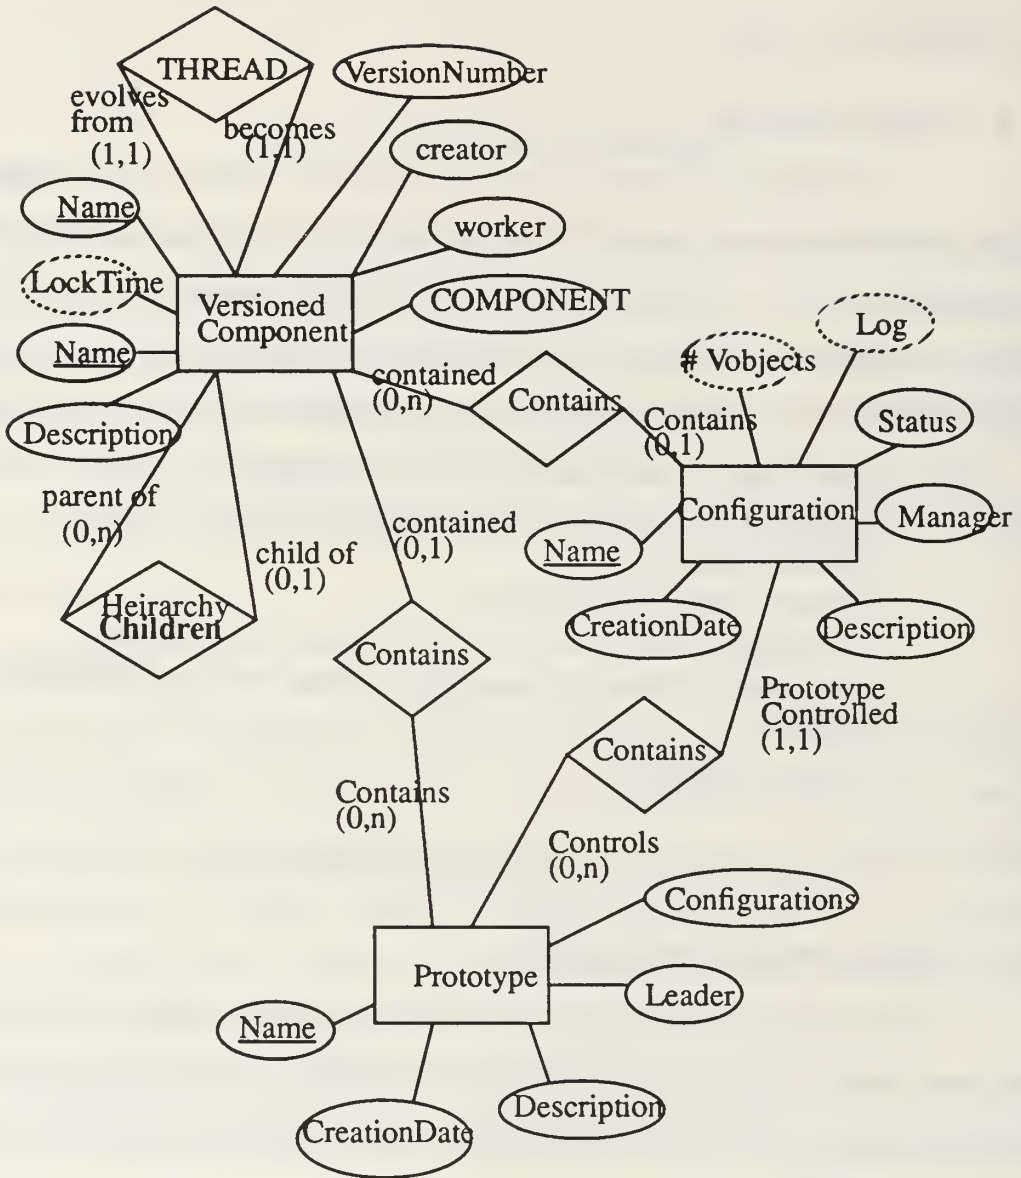 THREAD
VersionNumber
evolves
from
(1,1)
becomes
(1,1)
creator
Name
worker
LockTime
Versioned
Component
COMPONENT
Name
Log
# Vobjects
contained
(0,n)
Contains
Contains
(0,1)
Status
Description
Configuration
Manager
parent of
(0,n)
contained
(0,1)
Name
child of
(0,1)
Heirarchy
Children
CreationDate
Description
Contains
Prototype
Controlled
(1,1)
Contains
Contains
(0,n)
Controls
(0,n)
Configurations
Prototype
Leader
Name
Description
CreationDate